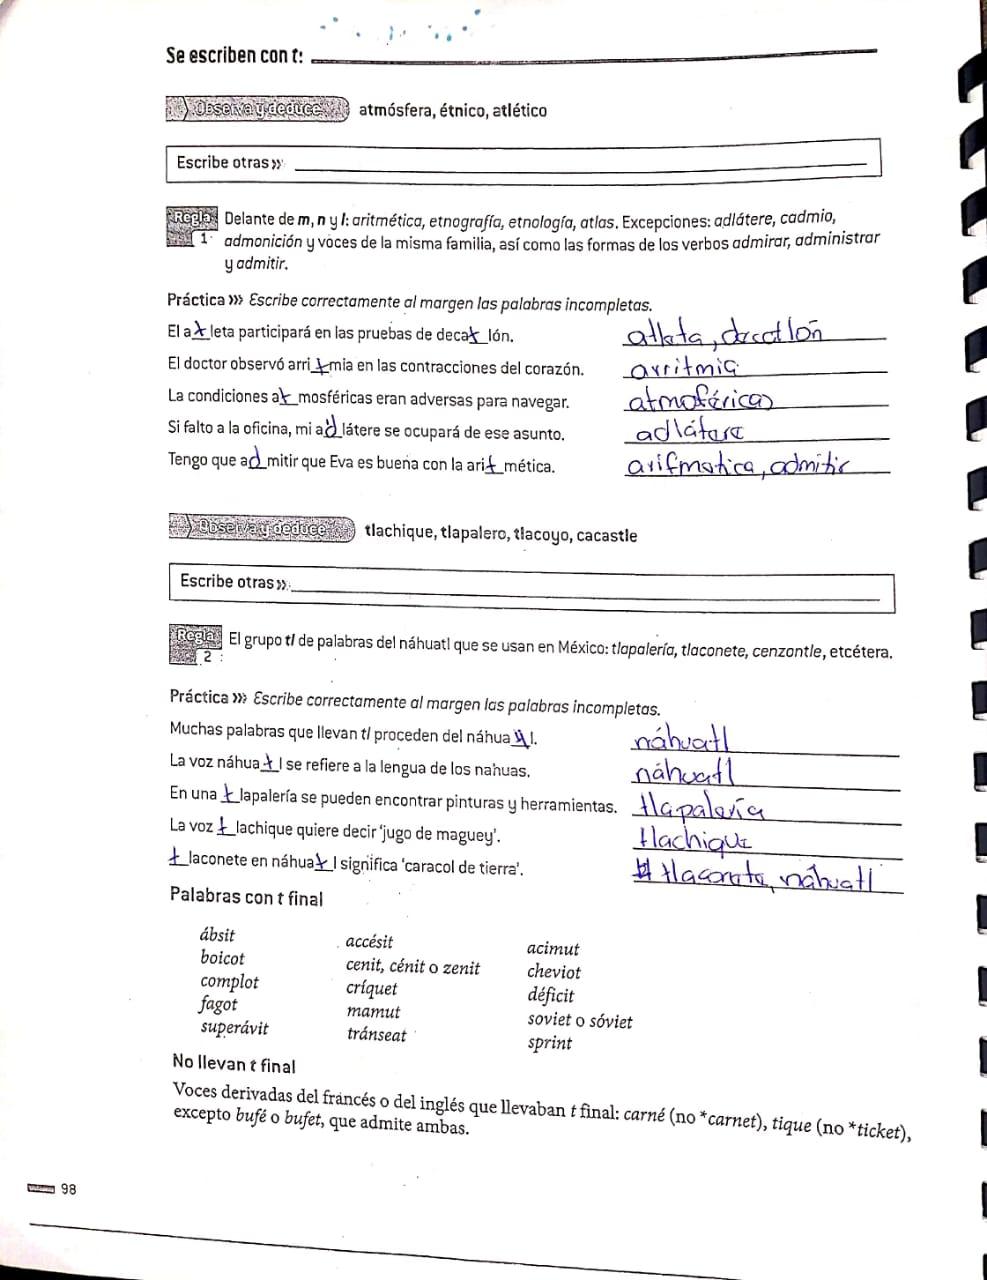 Se escriben con t:
Observa y deduce atmósfera, étnico, atlético
Escribe otras »
Regla 1 Delante de m, n y l: aritmética, etnografía, etnología, atlas. Excepciones: adlátere, cadmio,
admonición y voces de la misma familia, así como las formas de los verbos admirar, administrar
y admitir.
Práctica »» Escribe correctamente al margen las palabras incompletas.
El a t leta participará en las pruebas de deca t lón. atleta, decatlón
El doctor observó arri t mia en las contracciones del corazón. arritmia
La condiciones a t mosféricas eran adversas para navegar. atmoféricas
Si falto a la oficina, mi a d látere se ocupará de ese asunto. adlátere
Tengo que a d mitir que Eva es buena con la ari t mética. aritmetica, admitir
Observa y deduce tlachique, tlapalero, tlacoyo, cacastle
Escribe otras »
Regla 2 El grupo tl de palabras del náhuatl que se usan en México: tlapalería, tlaconete, cenzontle, etcétera.
Práctica »» Escribe correctamente al margen las palabras incompletas.
Muchas palabras que llevan tl proceden del náhua t l. náhuatl
La voz náhua t l se refiere a la lengua de los nahuas. náhuatl
En una t lapalería se pueden encontrar pinturas y herramientas. tlapalería
La voz t lachique quiere decir 'jugo de maguey'. tlachique
t laconete en náhua t l significa 'caracol de tierra'. tlaconete, náhuatl
Palabras con t final
ábsit accésit acimut
boicot cenit, cénit o zenit cheviot
complot críquet déficit
fagot mamut soviet o sóviet
superávit tránseat sprint
No llevan t final
Voces derivadas del francés o del inglés que llevaban t final: carné (no *carnet), tique (no *ticket),
excepto bufé o bufet, que admite ambas.
98